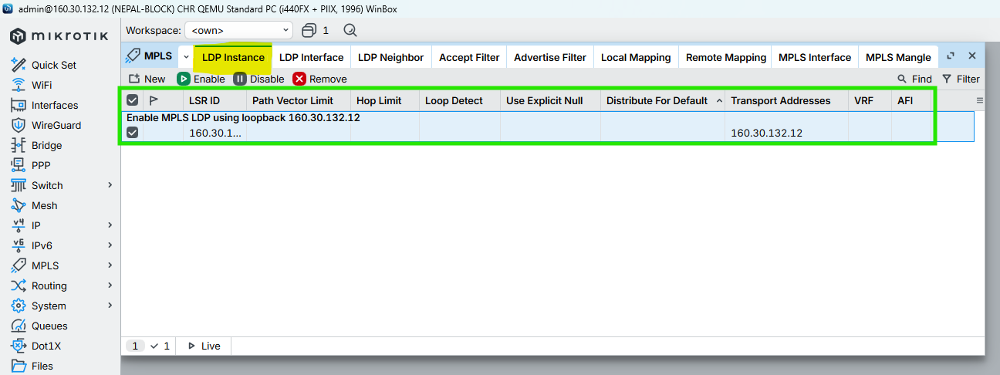 admin@160.30.132.12 (NEPAL-BLOCK) CHR QEMU Standard PC (i440FX + PIIX, 1996) WinBox
mikrotik
Workspace: <own> 1
Quick Set
WiFi
Interfaces
WireGuard
Bridge
PPP
Switch
Mesh
v4 IP
v6 IPv6
MPLS
Routing
System
Queues
Dot1X
Files
MPLS LDP Instance LDP Interface LDP Neighbor Accept Filter Advertise Filter Local Mapping Remote Mapping MPLS Interface MPLS Mangle
New Enable Disable Remove Find Filter
LSR ID Path Vector Limit Hop Limit Loop Detect Use Explicit Null Distribute For Default Transport Addresses VRF AFI
Enable MPLS LDP using loopback 160.30.132.12
160.30.1... 160.30.132.12
1 1 Live